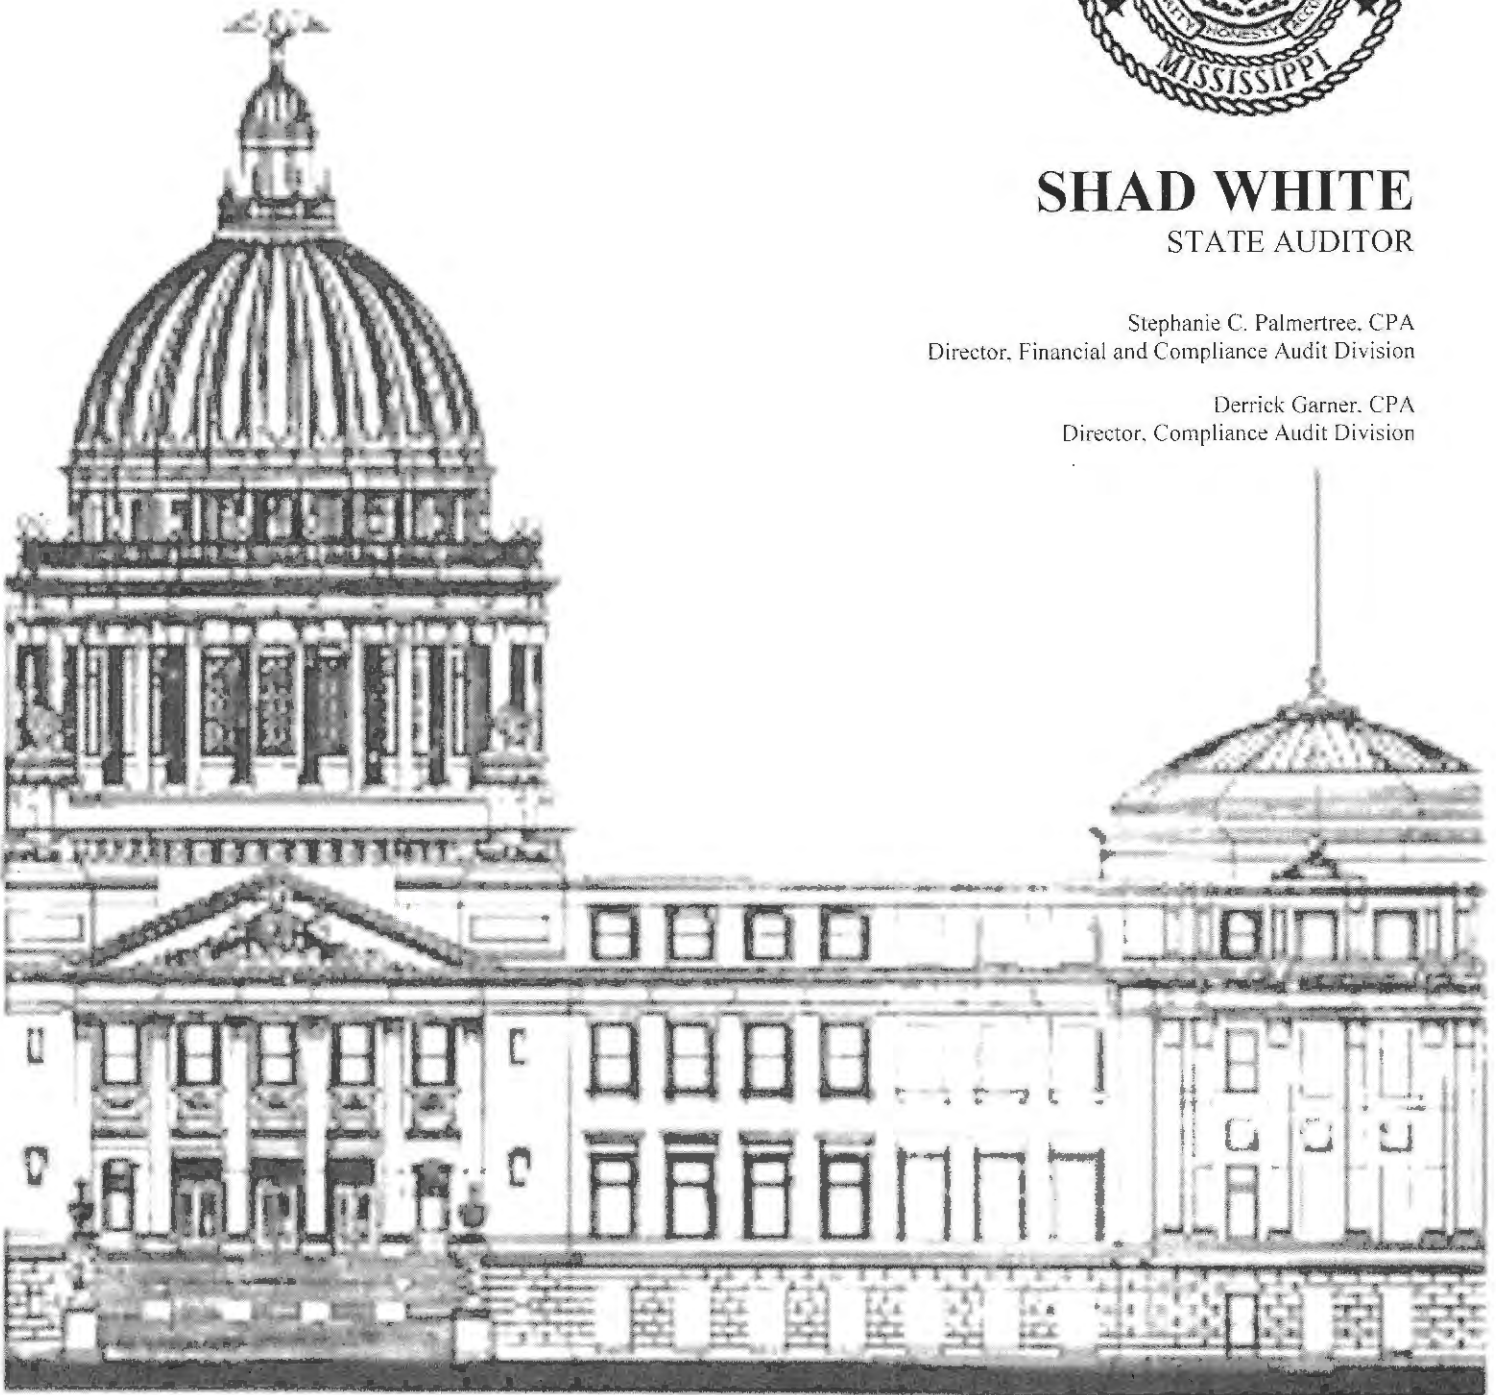 HONESTY
MISSISSIPPI
SHAD WHITE
STATE AUDITOR
Stephanie C. Palmertree, CPA
Director, Financial and Compliance Audit Division
Derrick Garner, CPA
Director, Compliance Audit Division